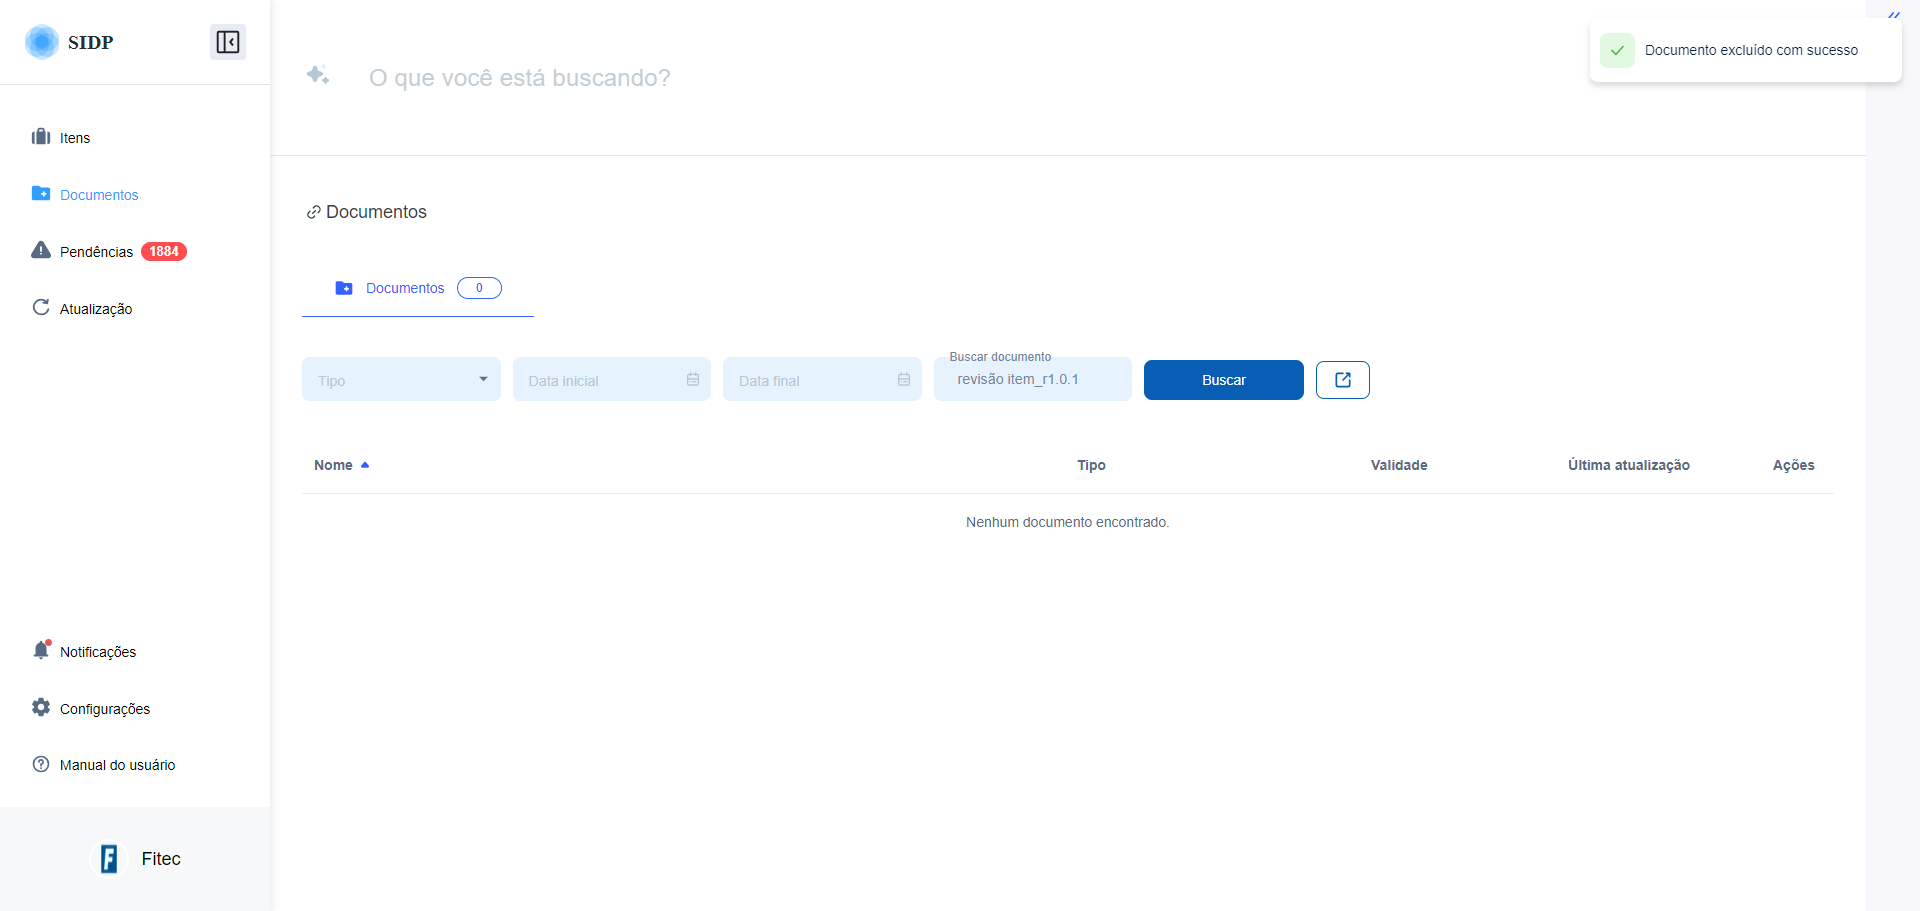 SIDP
Itens
Documentos
Pendências 1884
Atualização
Notificações
Configurações
Manual do usuário
Fitec
O que você está buscando?
Documento excluído com sucesso
Documentos
Documentos 0
Tipo
Data inicial
Data final
Buscar documento
revisão item_r1.0.1
Buscar
Nome Tipo Validade Última atualização Ações
Nenhum documento encontrado.